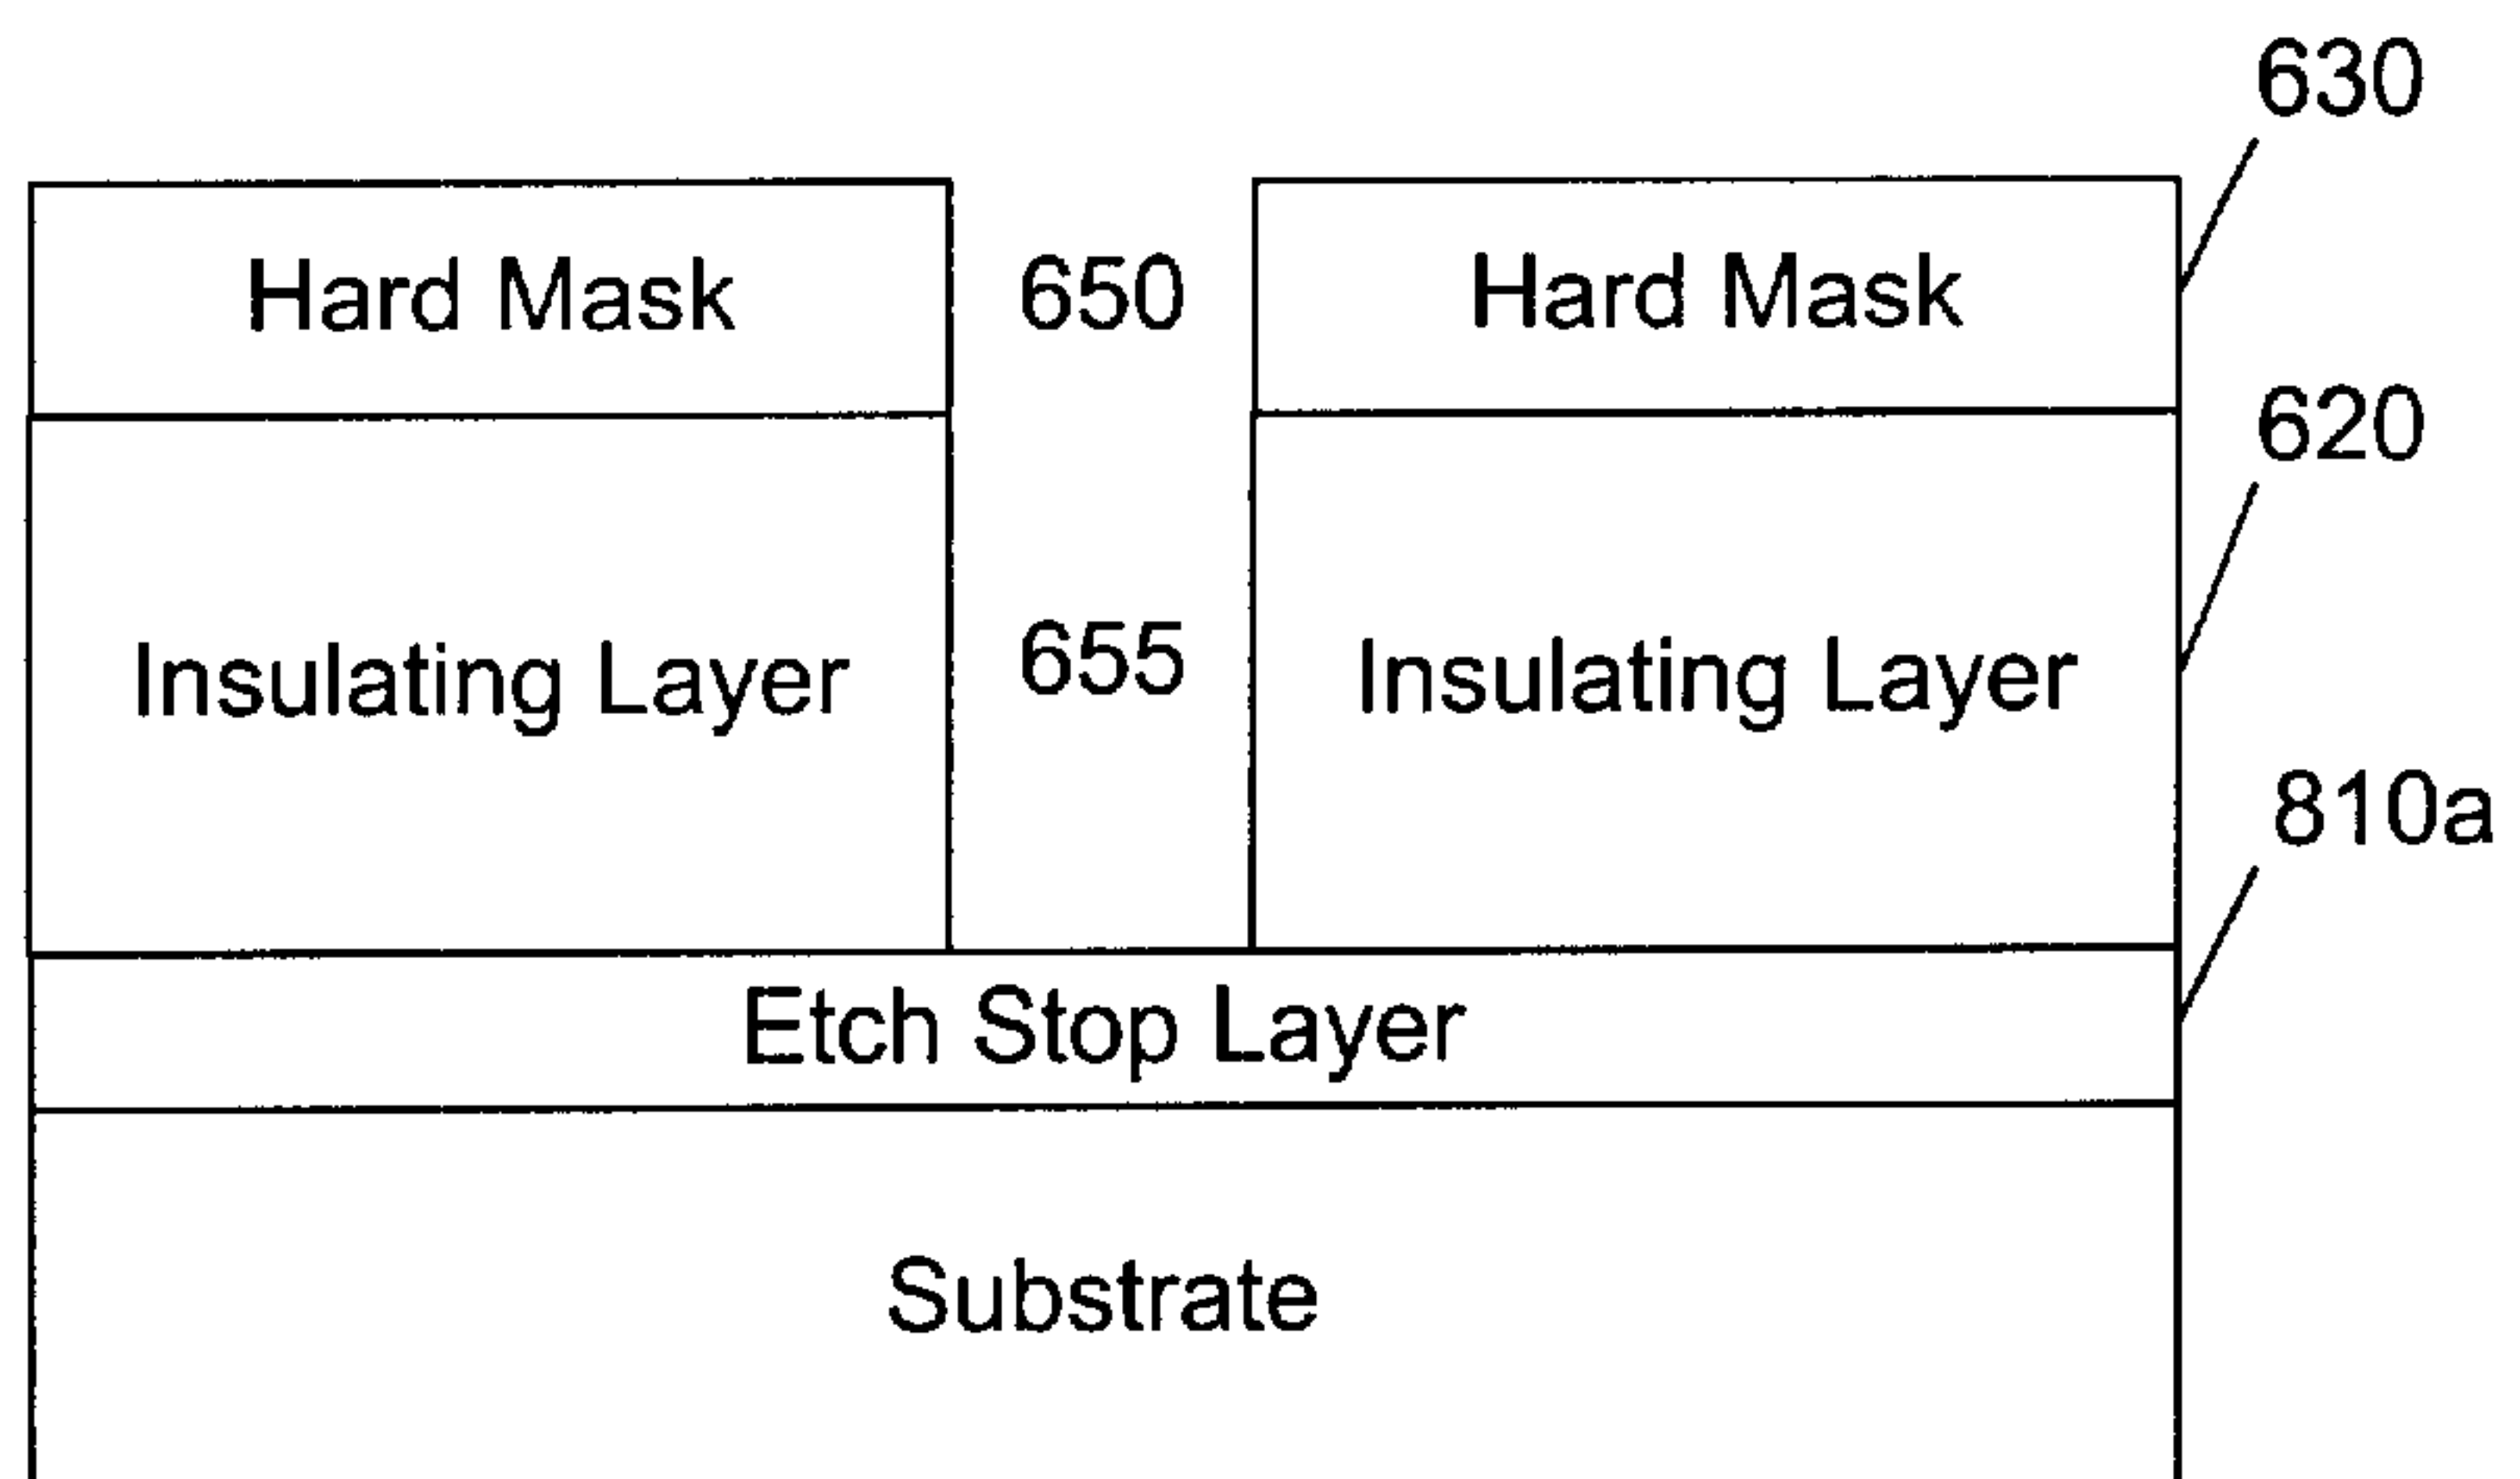 630
Hard Mask 650 Hard Mask
620
Insulating Layer 655 Insulating Layer
810a
Etch Stop Layer
Substrate